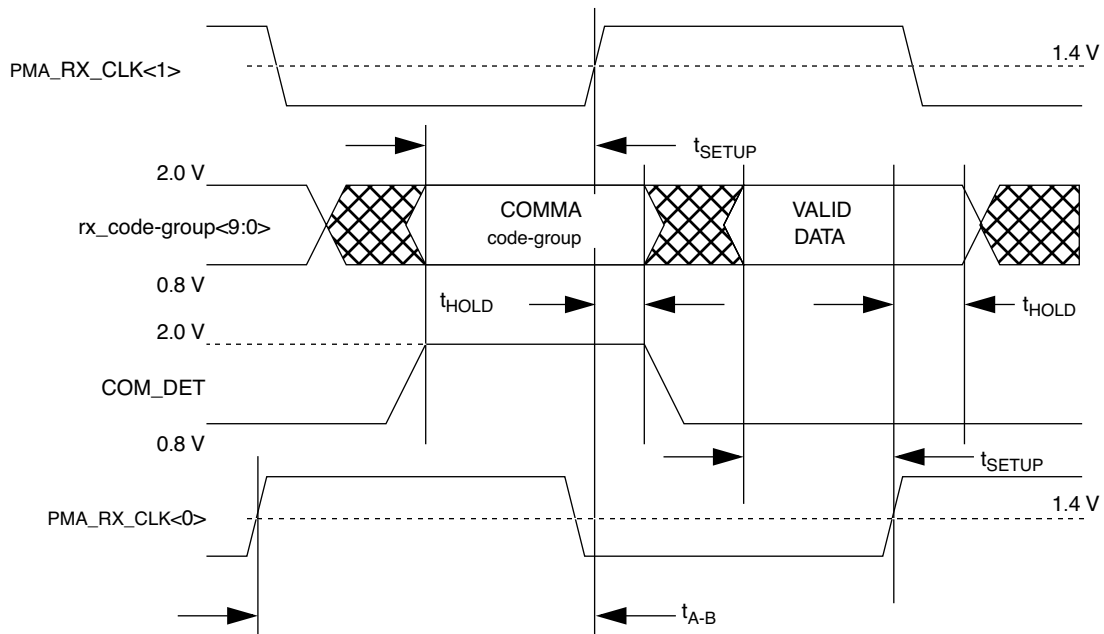 PMA_RX_CLK<1>
1.4 V
tSETUP
2.0 V
rx_code-group<9:0>
COMMA
code-group
VALID
DATA
0.8 V
tHOLD
tHOLD
2.0 V
COM_DET
0.8 V
tSETUP
PMA_RX_CLK<0>
1.4 V
tA-B